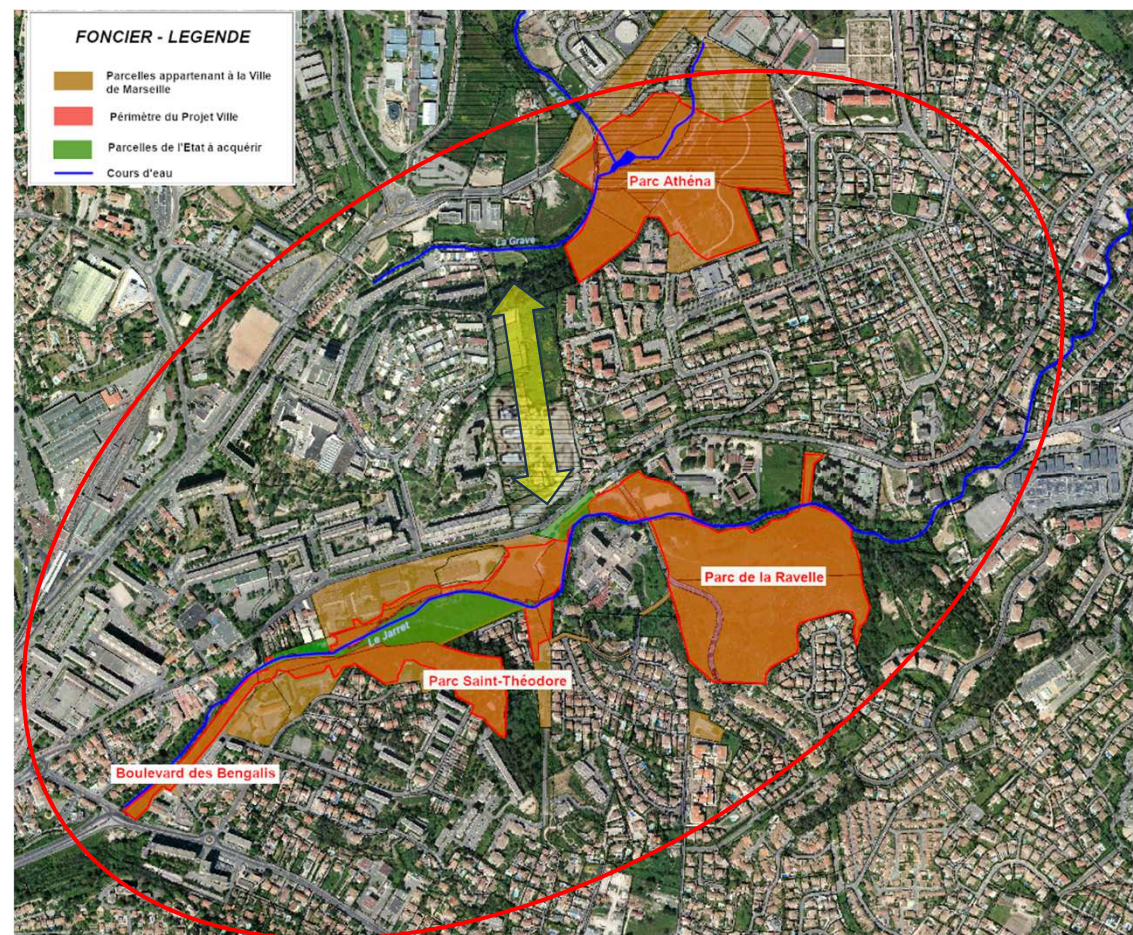 FONCIER - LEGENDE
Parcelles appartenant à la Ville
de Marseille
Périmètre du Projet Ville
Parcelles de l'Etat à acquérir
Cours d'eau
Parc Athéna
La Grave
Parc de la Ravelle
Le Jarret
Parc Saint-Théodore
Boulevard des Bengalis